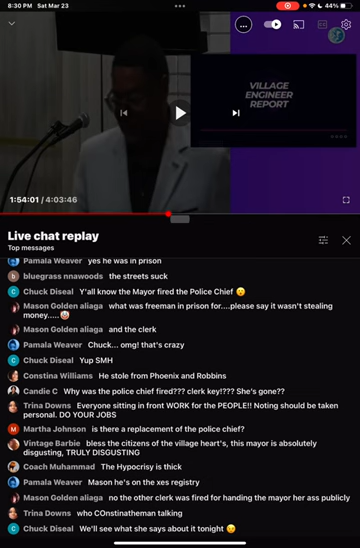 8:30 PM Sat Mar 23
44%
VILLAGE
ENGINEER
REPORT
1:54:01 / 4:03:46
Live chat replay
Top messages
Pamala Weaver yes he was in prison
bluegrass nnawoods the streets suck
Chuck Diseal Y'all know the Mayor fired the Police Chief 😮
Mason Golden aliaga what was freeman in prison for....please say it wasn't stealing
money.....🤡
Mason Golden aliaga and the clerk
Pamela Weaver Chuck... omg! that's crazy
Chuck Diseal Yup SMH
Constina Williams He stole from Phoenix and Robbins
Candie C Why was the police chief fired??? clerk key!??? She's gone??
Trina Downs Everyone sitting in front WORK for the PEOPLE!! Noting should be taken
personal. DO YOUR JOBS
Martha Johnson is there a replacement of the police chief?
Vintage Barbie bless the citizens of the village heart's, this mayor is absolutely
disgusting, TRULY DISGUSTING
Coach Muhammad The Hypocrisy is thick
Pamela Weaver Mason he's on the xes registry
Mason Golden aliaga no the other clerk was fired for handing the mayor her ass publicly
Trina Downs who COnstinatheman talking
Chuck Diseal We'll see what she says about it tonight 😉